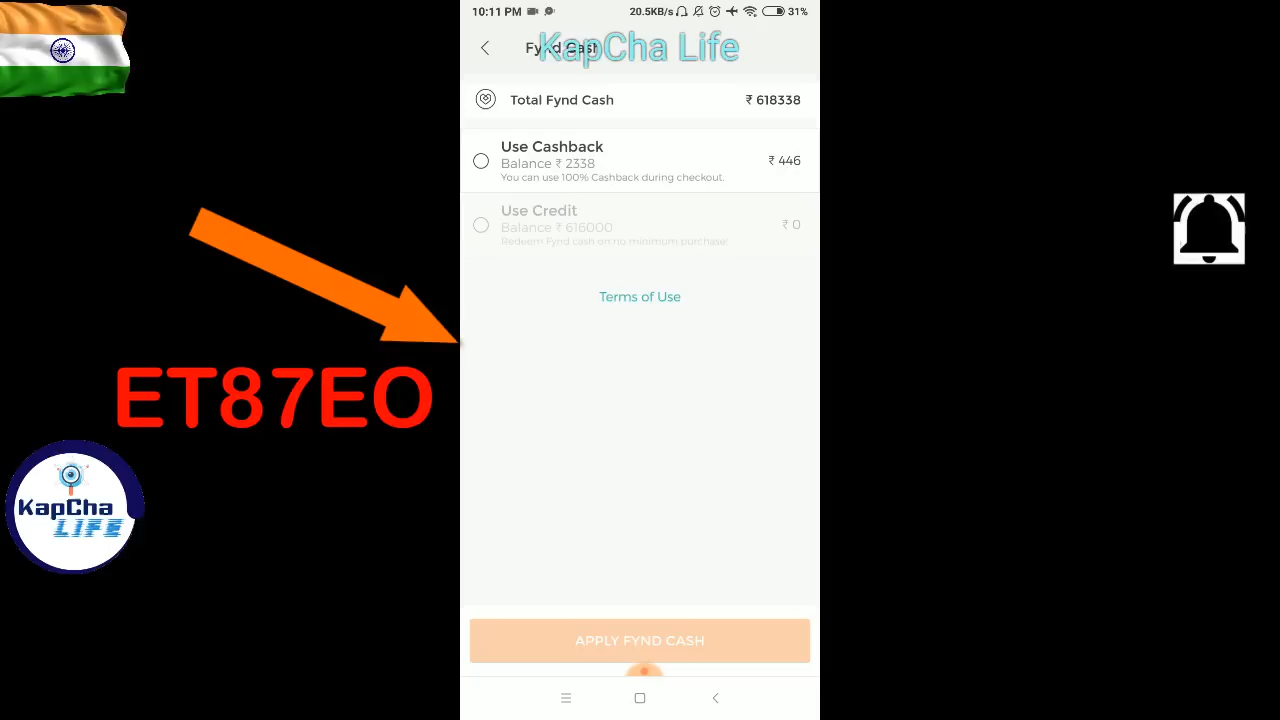 10:11 PM
20.5KB/s
31%
Fynd Cash
KapCha Life
Total Fynd Cash
₹ 618338
Use Cashback
Balance ₹ 2338
₹ 446
You can use 100% Cashback during checkout.
Use Credit
Balance ₹ 616000
₹ 0
Redeem Fynd cash on no minimum purchase
Terms of Use
ET87EO
KapCha
LIFE
APPLY FYND CASH